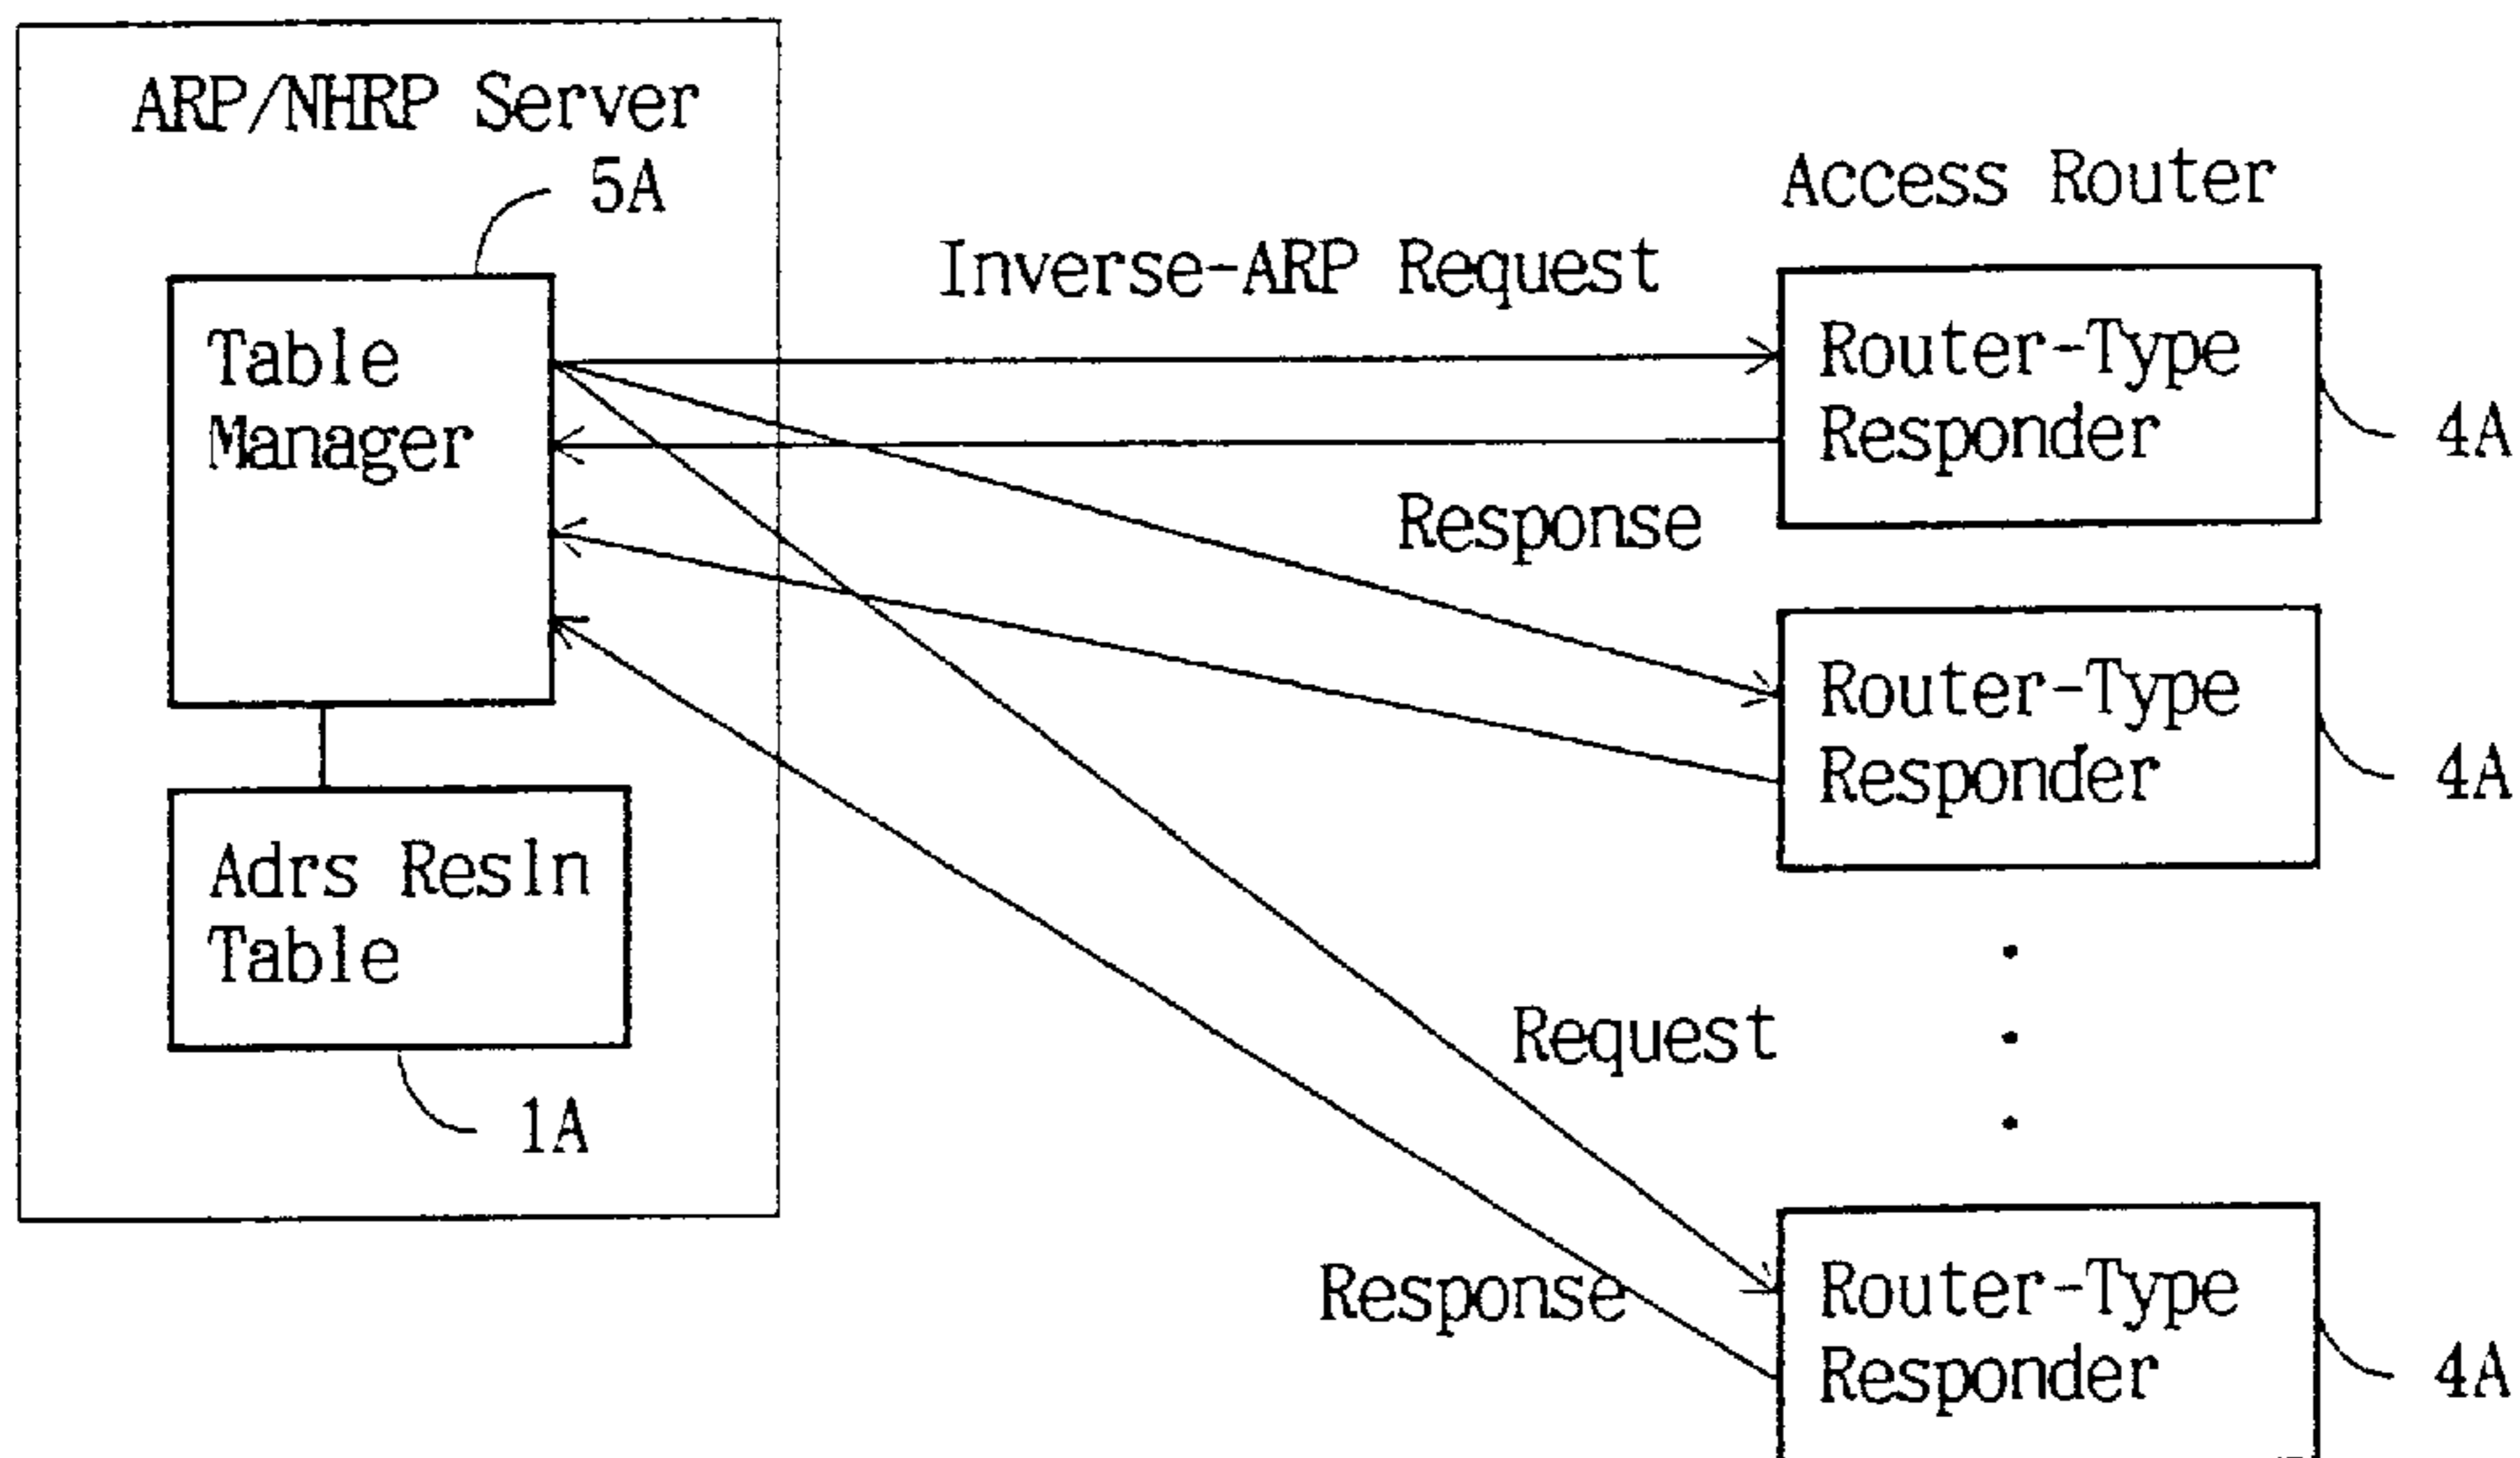 ARP/NHRP Server
5A
Table
Manager
Adrs Resln
Table
1A
Inverse-ARP Request
Response
Request
Response
Access Router
Router-Type
Responder
4A
Router-Type
Responder
4A
Router-Type
Responder
4A